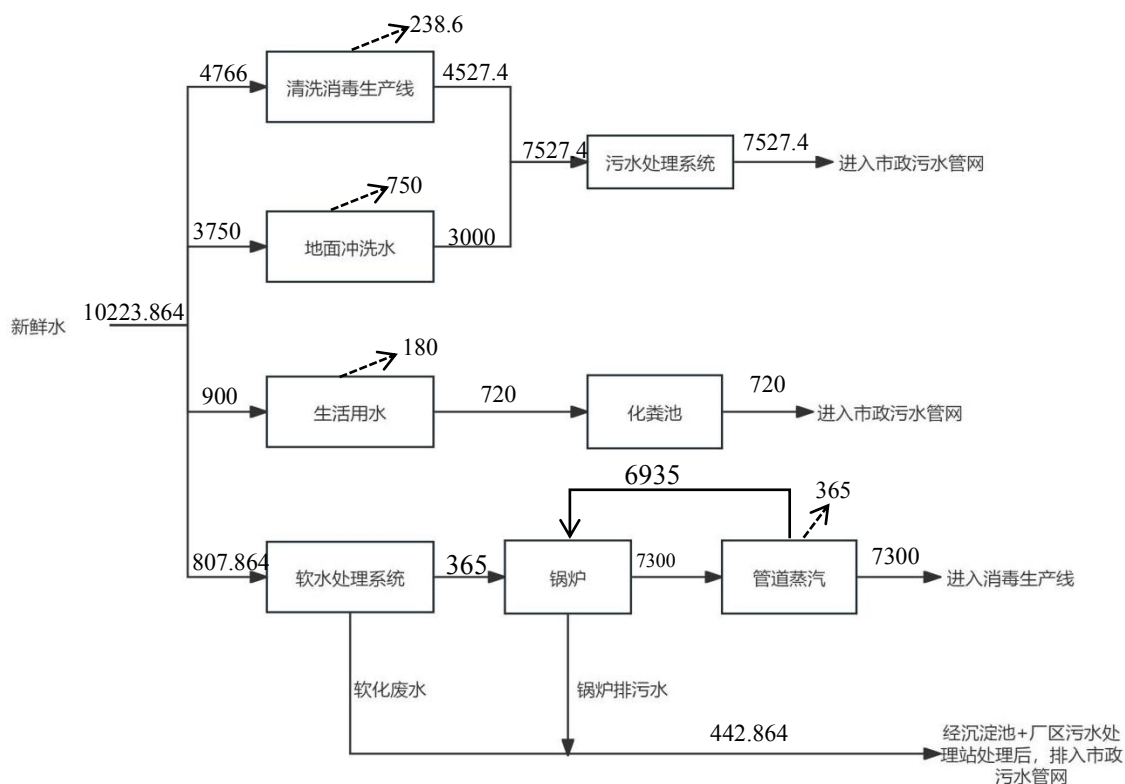 238.6
4766
清洗消毒生产线
4527.4
7527.4
污水处理系统
7527.4
进入市政污水管网
750
3750
地面冲洗水
3000
新鲜水
10223.864
180
900
生活用水
720
化粪池
720
进入市政污水管网
6935
365
807.864
软水处理系统
365
锅炉
7300
管道蒸汽
7300
进入消毒生产线
软化废水
锅炉排污水
442.864
经沉淀池+厂区污水处
理站处理后，排入市政
污水管网